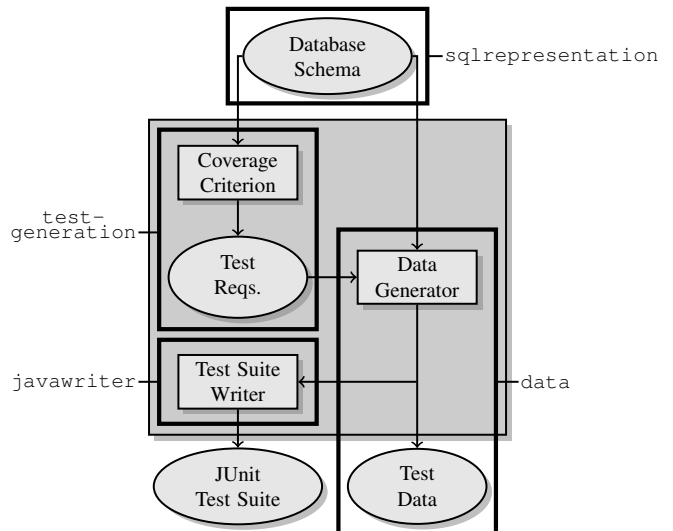 Database
Schema
sqlrepresentation
Coverage
Criterion
test-
generation
Test
Reqs.
Data
Generator
javawriter
Test Suite
Writer
data
JUnit
Test Suite
Test
Data